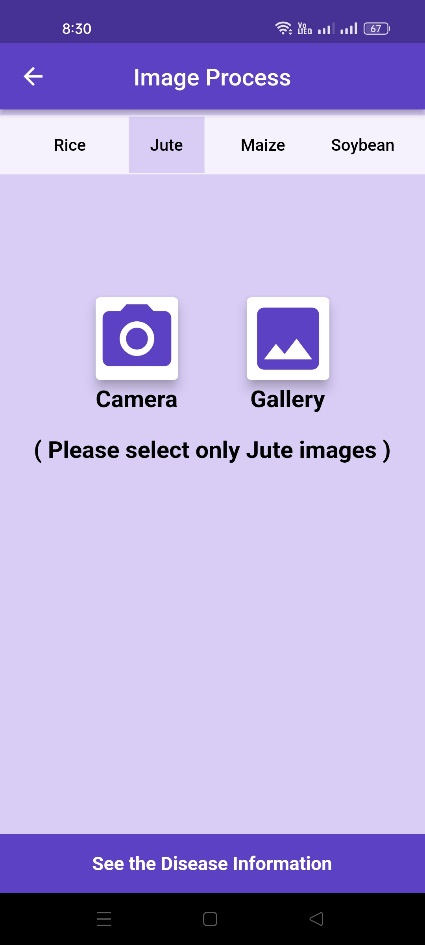 8:30
67
Image Process
Rice Jute Maize Soybean
Camera Gallery
( Please select only Jute images )
See the Disease Information